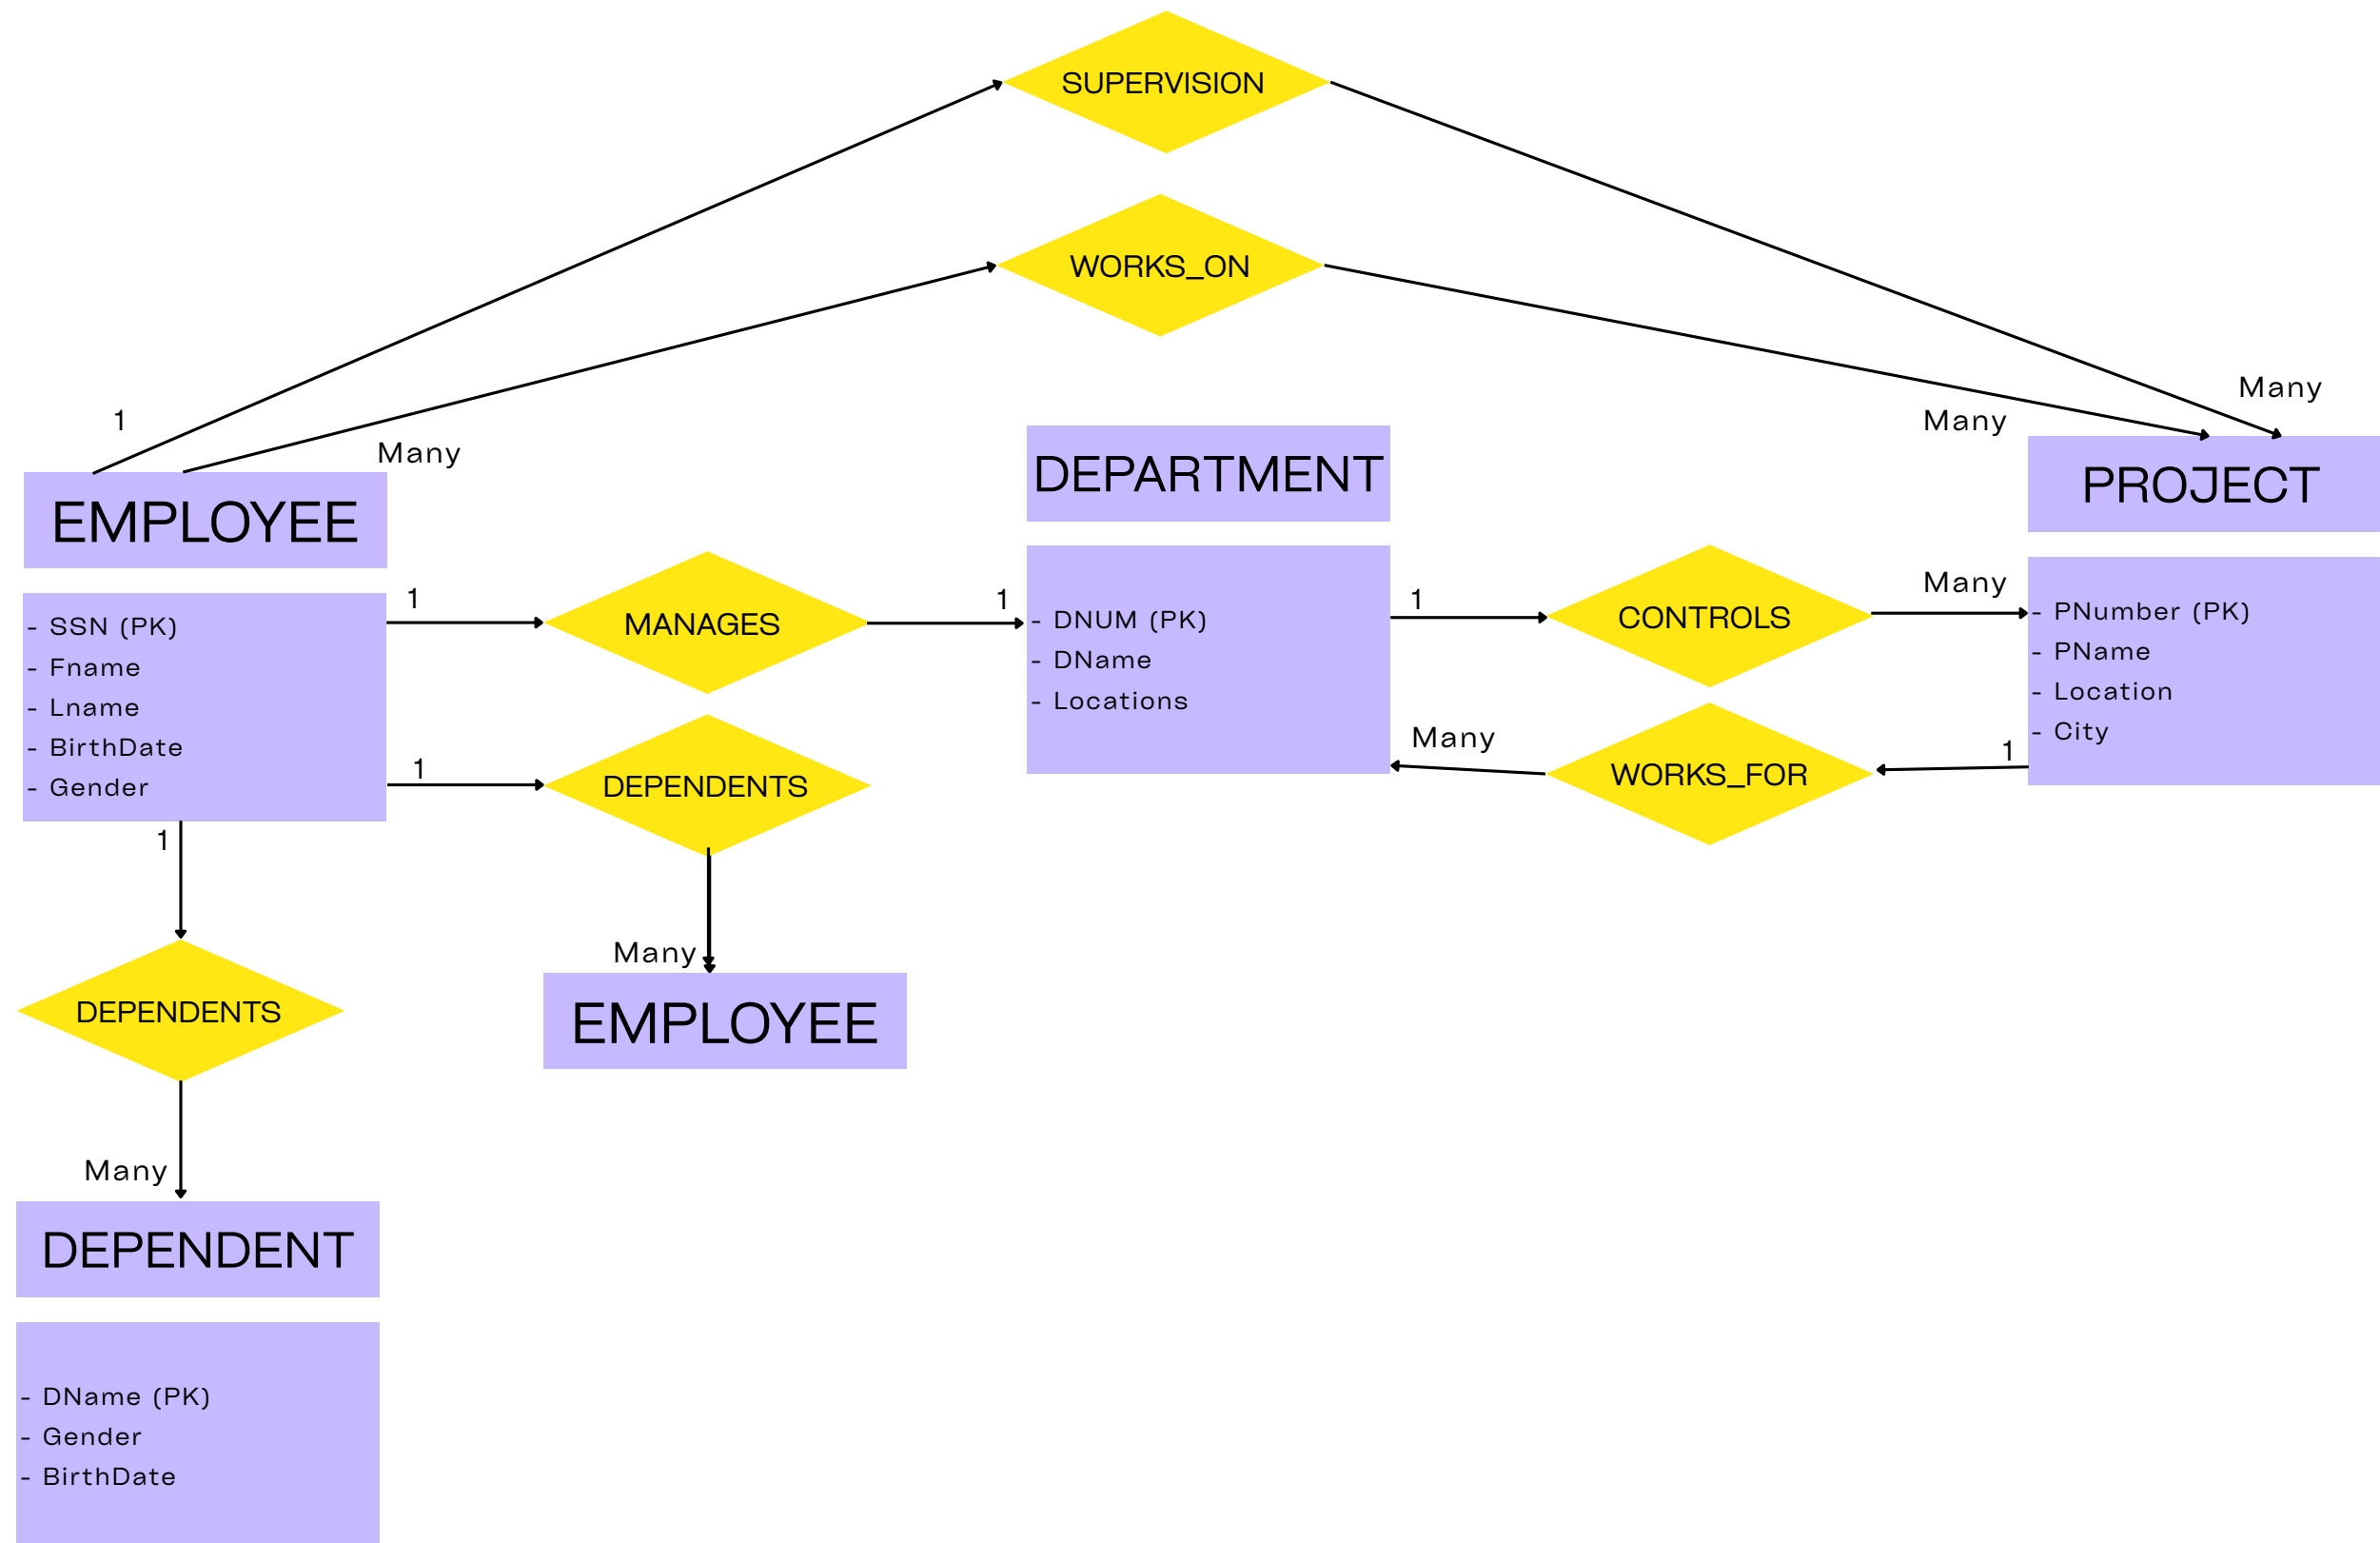 SUPERVISION
WORKS_ON
Many
1
Many
Many
EMPLOYEE
DEPARTMENT
PROJECT
1
MANAGES
1
1
CONTROLS
Many
- SSN (PK)
- Fname
- Lname
- BirthDate
- Gender
- DNUM (PK)
- DName
- Locations
- PNumber (PK)
- PName
- Location
- City
1
DEPENDENTS
Many
WORKS_FOR
1
1
Many
EMPLOYEE
DEPENDENTS
Many
DEPENDENT
- DName (PK)
- Gender
- BirthDate